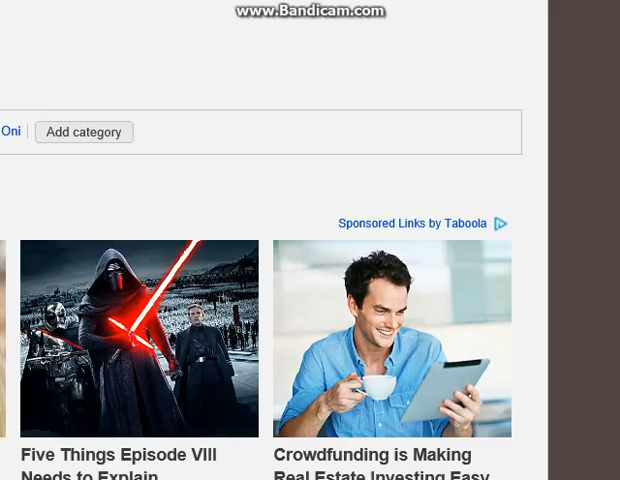 www.Bandicam.com
Oni
Add category
Sponsored Links by Taboola
Five Things Episode VIII
Needs to Explain
Crowdfunding is Making
Real Estate Investing Easy